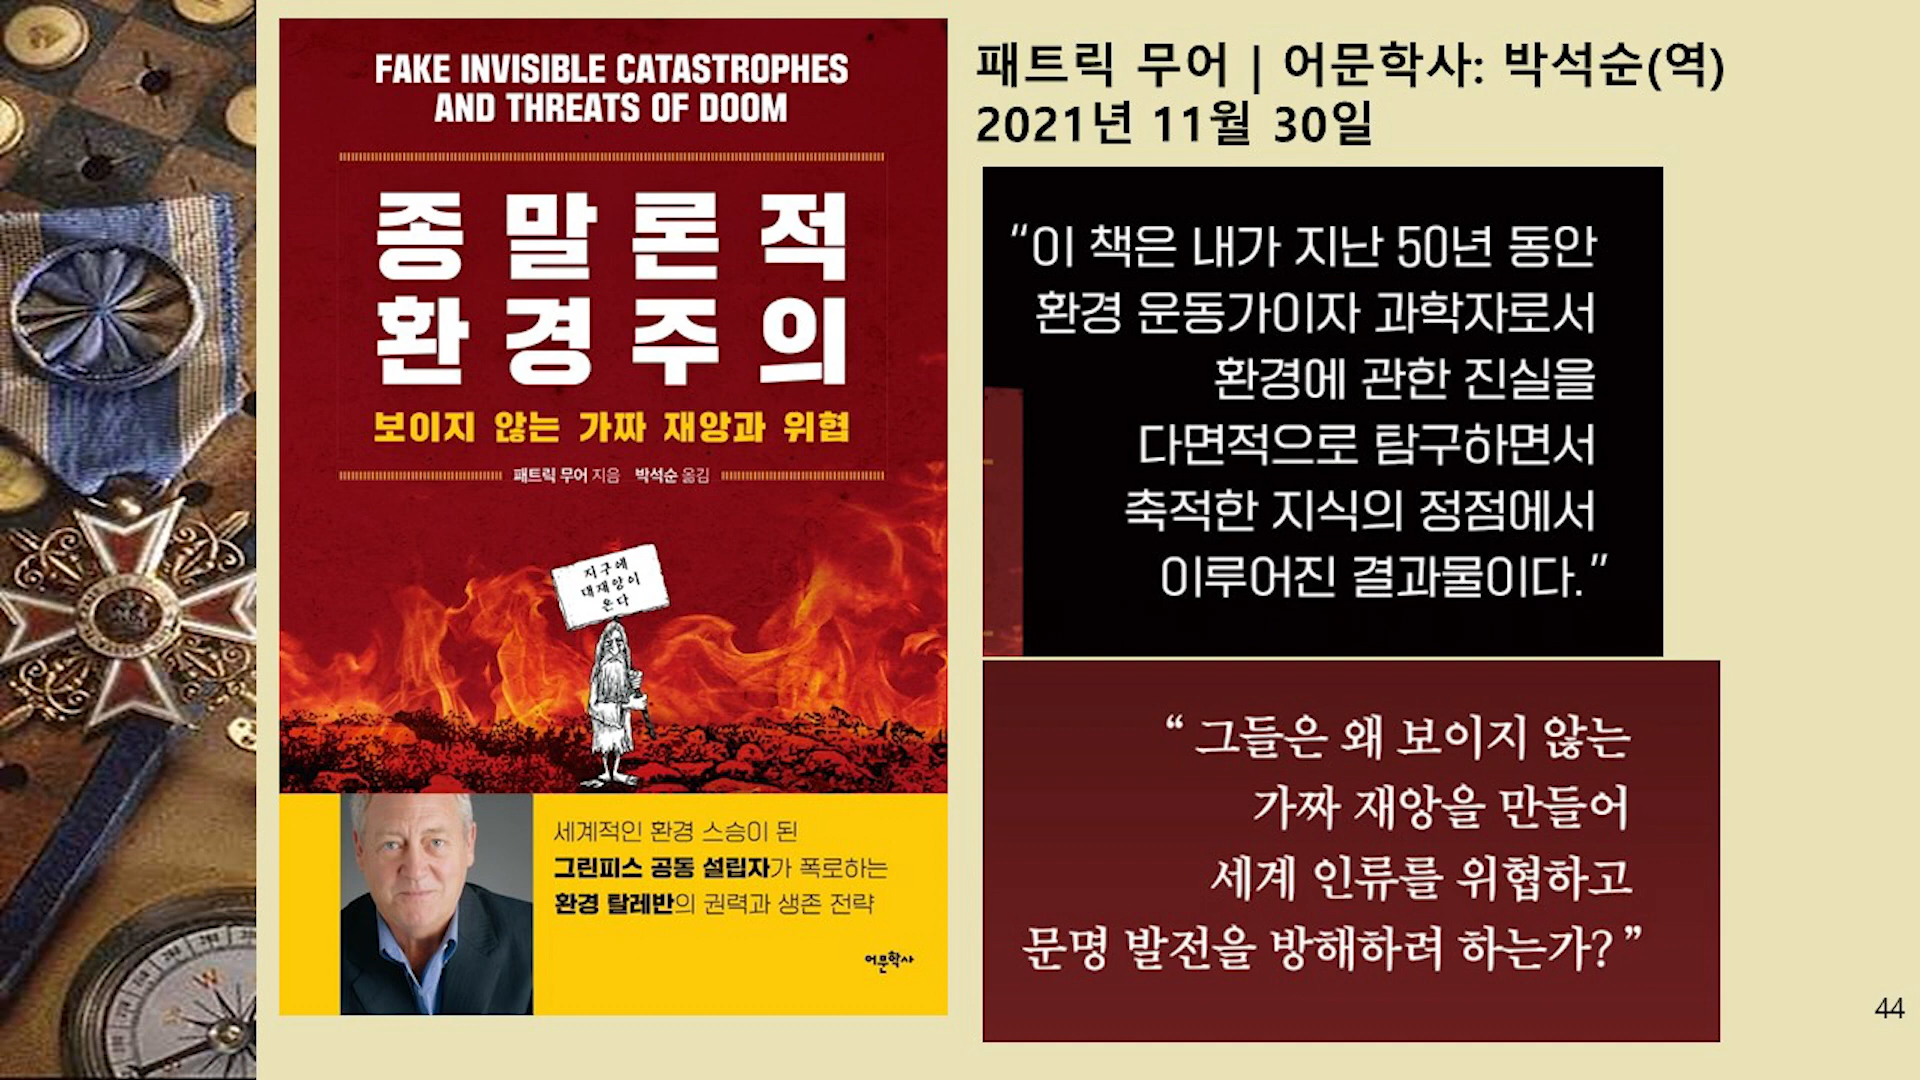 FAKE INVISIBLE CATASTROPHES
AND THREATS OF DOOM
종말론적
환경주의
보이지 않는 가짜 재앙과 위협
패트릭 무어 지음 박석순 옮김
지구에
대재앙이
온다
세계적인 환경 스승이 된
그린피스 공동 설립자가 폭로하는
환경 탈레반의 권력과 생존 전략
어문학사
패트릭 무어 | 어문학사: 박석순(역)
2021년 11월 30일
“이 책은 내가 지난 50년 동안
환경 운동가이자 과학자로서
환경에 관한 진실을
다면적으로 탐구하면서
축적한 지식의 정점에서
이루어진 결과물이다.”
“ 그들은 왜 보이지 않는
가짜 재앙을 만들어
세계 인류를 위협하고
문명 발전을 방해하려 하는가? ”
44